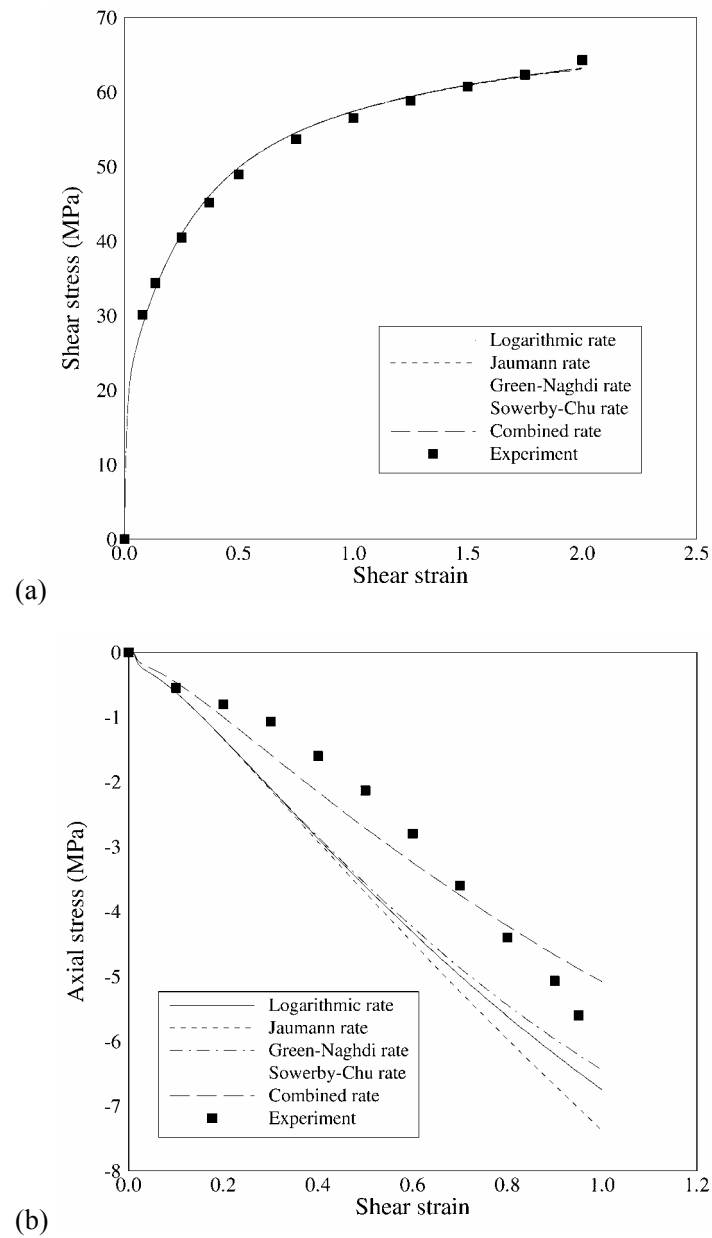 70
60
50
40
30
20
10
0
Shear stress (MPa)
Logarithmic rate
Jaumann rate
Green-Naghdi rate
Sowerby-Chu rate
Combined rate
Experiment
0.0 0.5 1.0 1.5 2.0 2.5
Shear strain
(a)
0
-1
-2
-3
-4
-5
-6
-7
-8
Axial stress (MPa)
Logarithmic rate
Jaumann rate
Green-Naghdi rate
Sowerby-Chu rate
Combined rate
Experiment
0.0 0.2 0.4 0.6 0.8 1.0 1.2
Shear strain
(b)